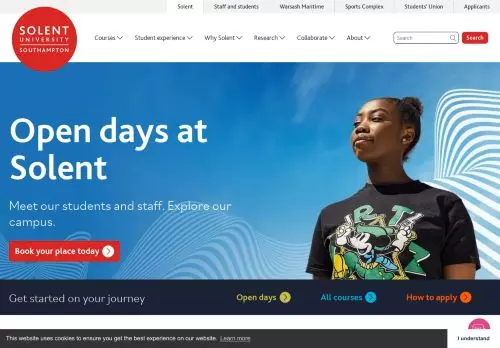 Solent
Staff and students
Warsash Maritime
Sports Complex
Students' Union
Applicants
SOLENT
UNIVERSITY
SOUTHAMPTON
Courses
Student experience
Why Solent
Research
Collaborate
About
Search
Search
Open days at
Solent
Meet our students and staff. Explore our
campus.
Book your place today
Get started on your journey
Open days
All courses
How to apply
This website uses cookies to ensure you get the best experience on our website. Learn more
I understand